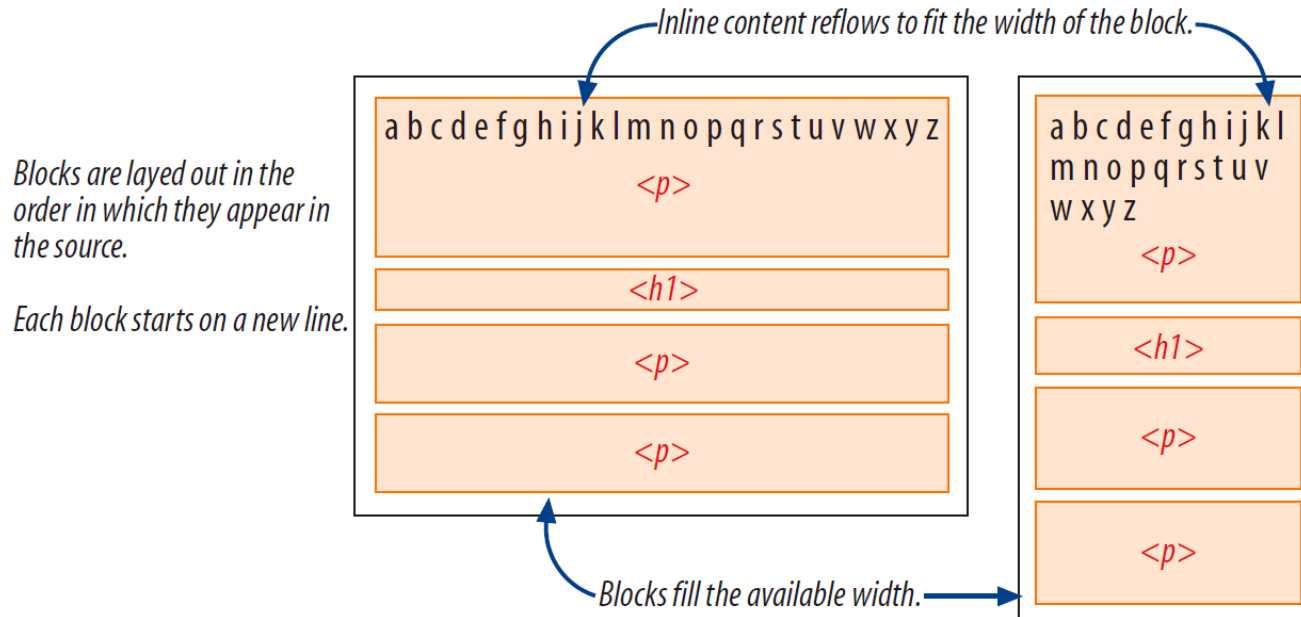 Inline content reflows to fit the width of the block.
Blocks are layed out in the
order in which they appear in
the source.
Each block starts on a new line.
a b c d e f g h i j k l m n o p q r s t u v w x y z
<p>
<h1>
<p>
<p>
a b c d e f g h i j k l
m n o p q r s t u v
w x y z
<p>
<h1>
<p>
<p>
Blocks fill the available width.